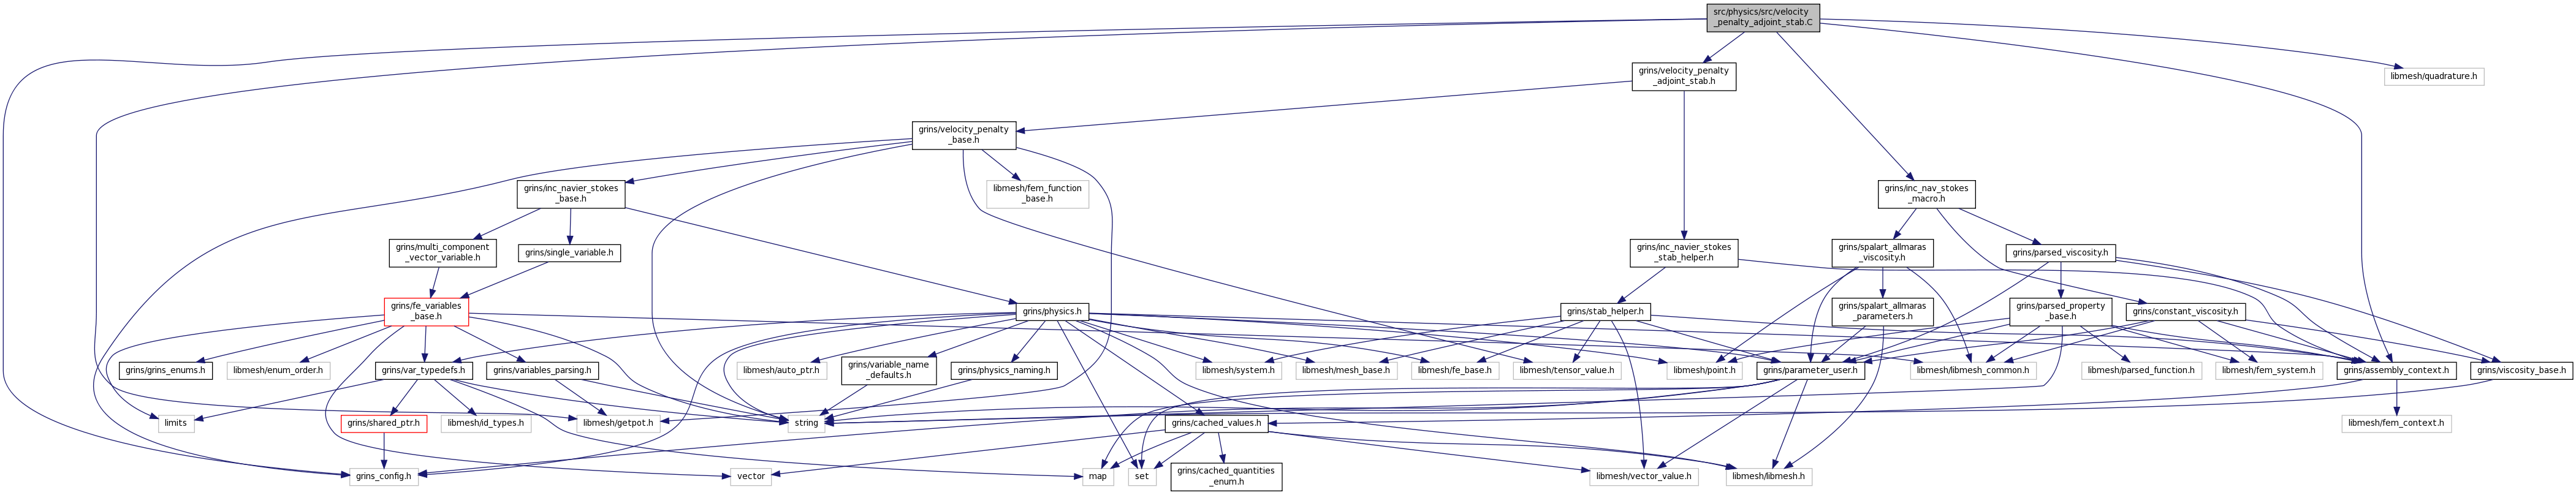 src/physics/src/velocity
_penalty_adjoint_stab.C
grins/velocity_penalty
_adjoint_stab.h
libmesh/quadrature.h
grins/velocity_penalty
_base.h
grins/inc_navier_stokes
_base.h
libmesh/fem_function
_base.h
grins/inc_nav_stokes
_macro.h
grins/multi_component
_vector_variable.h
grins/single_variable.h
grins/inc_navier_stokes
_stab_helper.h
grins/spalart_allmaras
_viscosity.h
grins/parsed_viscosity.h
grins/fe_variables
_base.h
grins/physics.h
grins/stab_helper.h
grins/spalart_allmaras
_parameters.h
grins/parsed_property
_base.h
grins/constant_viscosity.h
grins/grins_enums.h
libmesh/enum_order.h
grins/var_typedefs.h
grins/variables_parsing.h
libmesh/auto_ptr.h
grins/variable_name
_defaults.h
grins/physics_naming.h
libmesh/system.h
libmesh/mesh_base.h
libmesh/fe_base.h
libmesh/tensor_value.h
libmesh/point.h
grins/parameter_user.h
libmesh/libmesh_common.h
libmesh/parsed_function.h
libmesh/fem_system.h
grins/assembly_context.h
grins/viscosity_base.h
limits
grins/shared_ptr.h
libmesh/id_types.h
libmesh/getpot.h
string
grins/cached_values.h
libmesh/fem_context.h
grins_config.h
vector
map
set
grins/cached_quantities
_enum.h
libmesh/vector_value.h
libmesh/libmesh.h